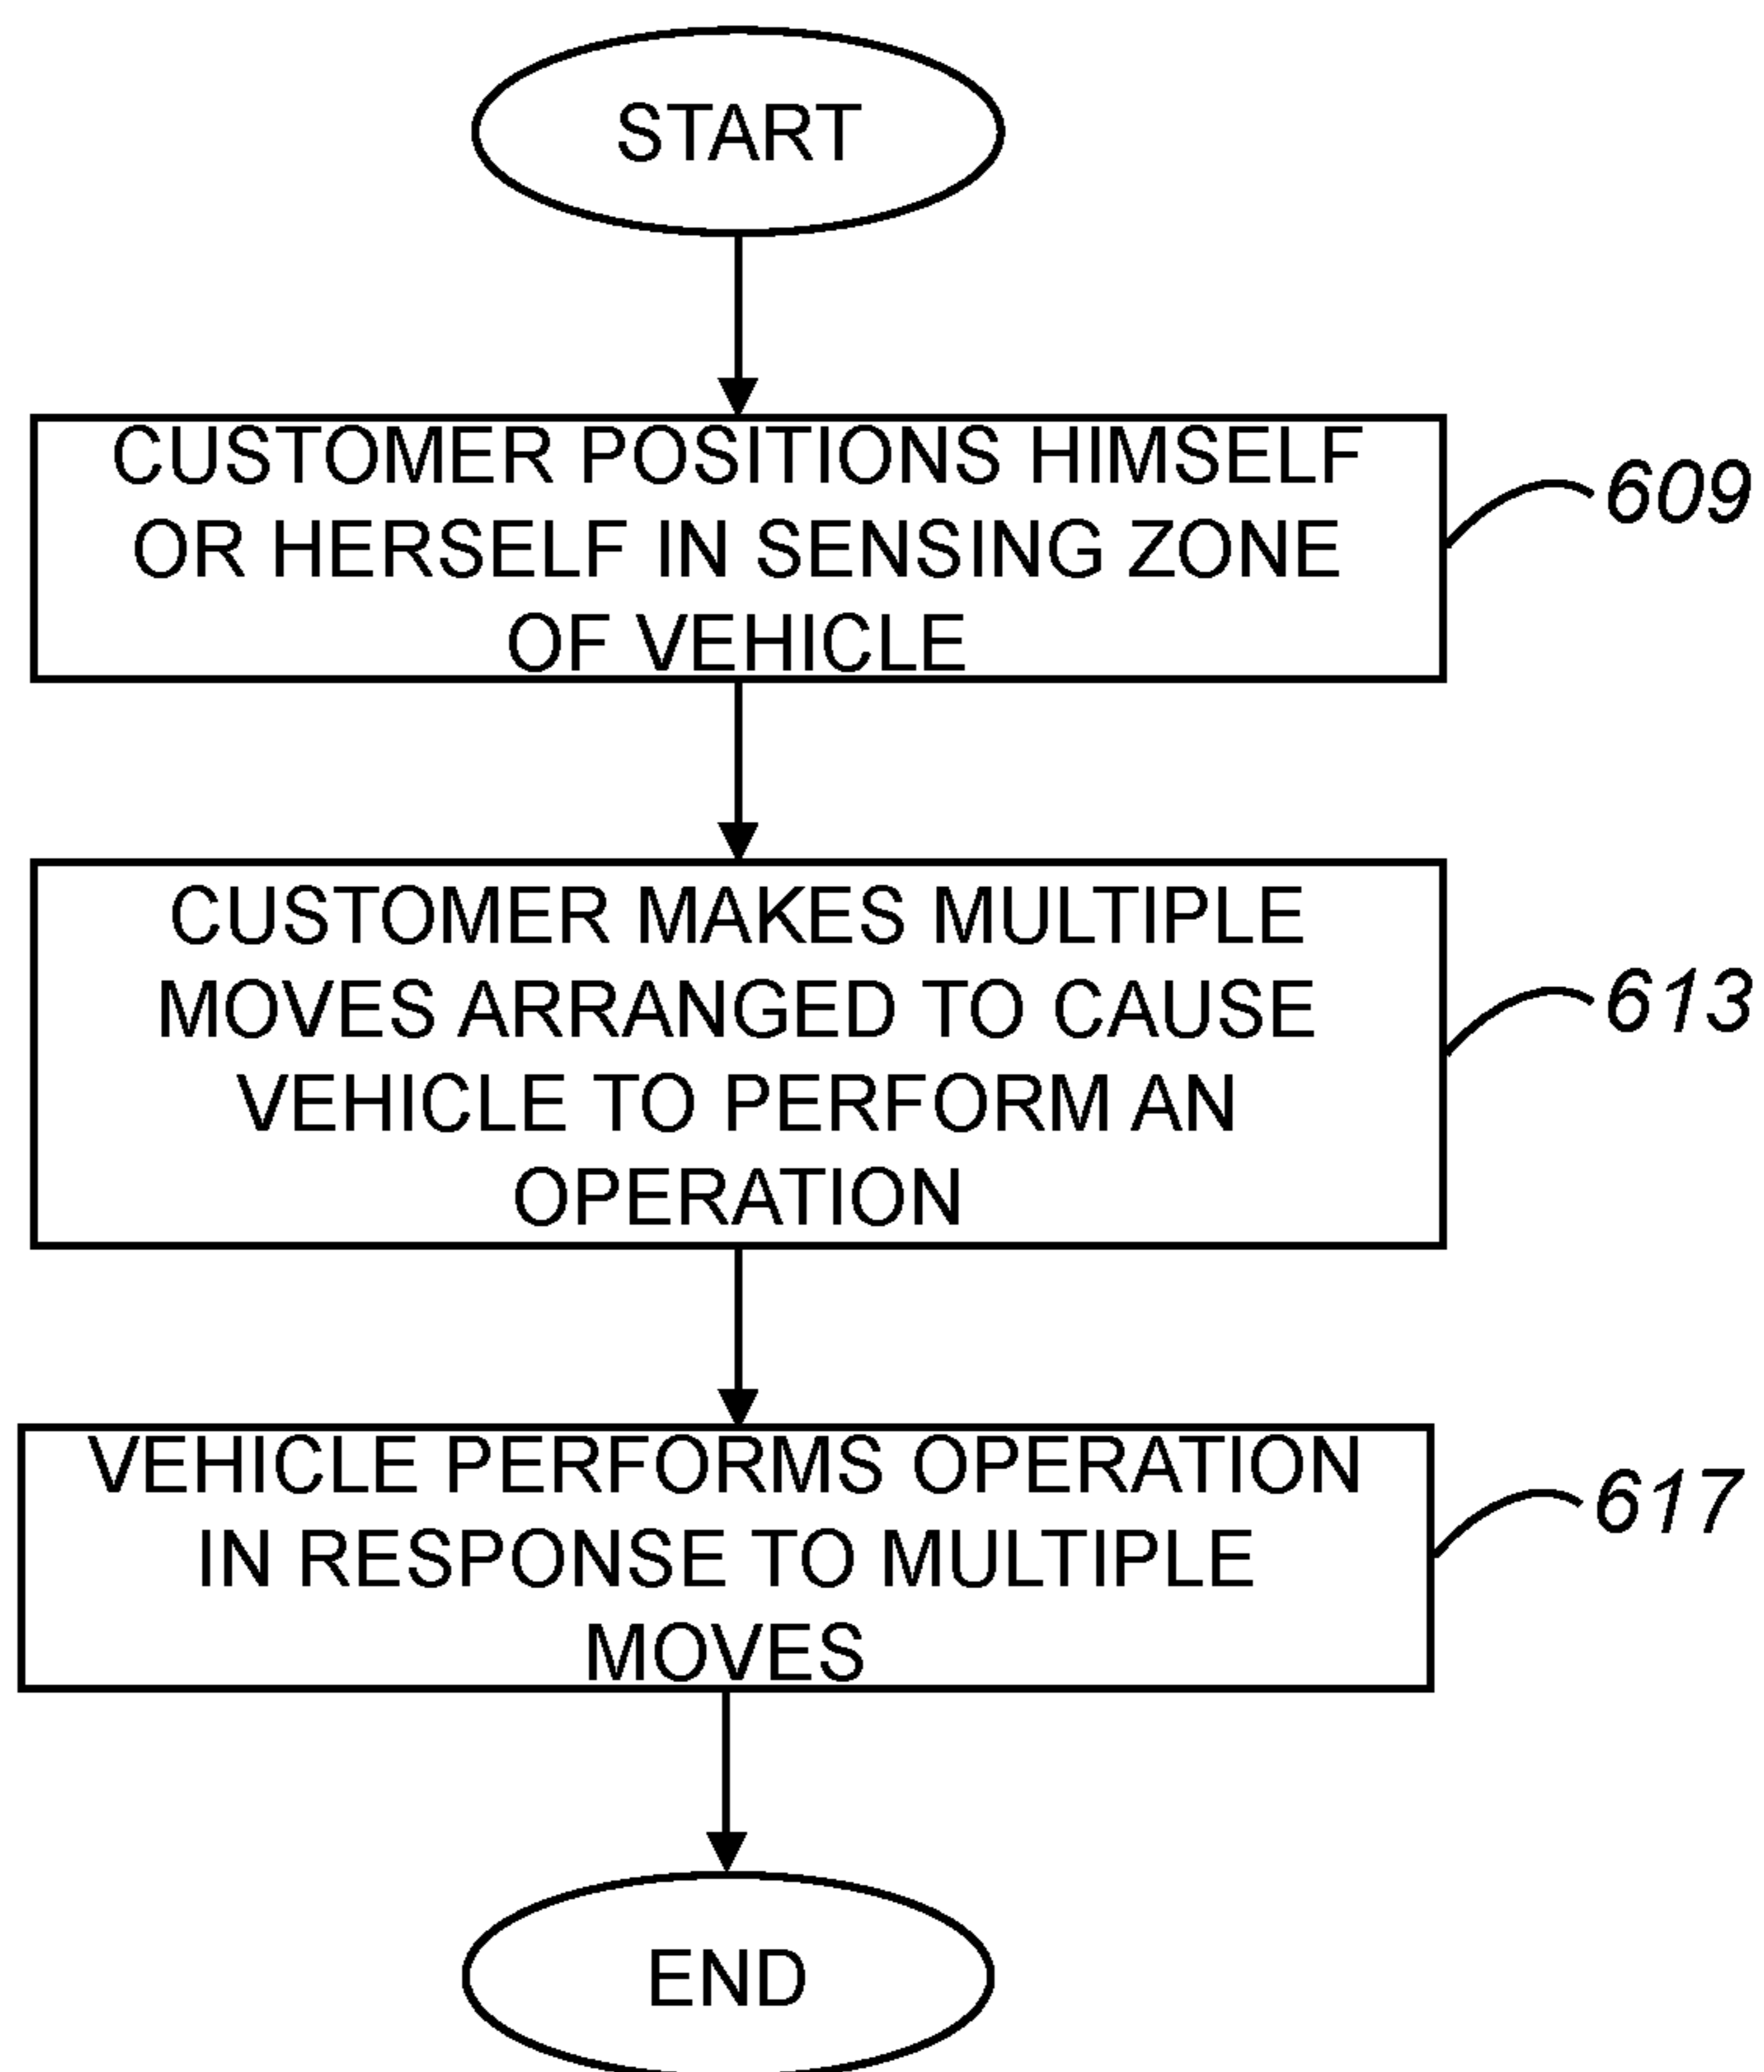 START
CUSTOMER POSITIONS HIMSELF
OR HERSELF IN SENSING ZONE
OF VEHICLE
609
CUSTOMER MAKES MULTIPLE
MOVES ARRANGED TO CAUSE
VEHICLE TO PERFORM AN
OPERATION
613
VEHICLE PERFORMS OPERATION
IN RESPONSE TO MULTIPLE
MOVES
617
END